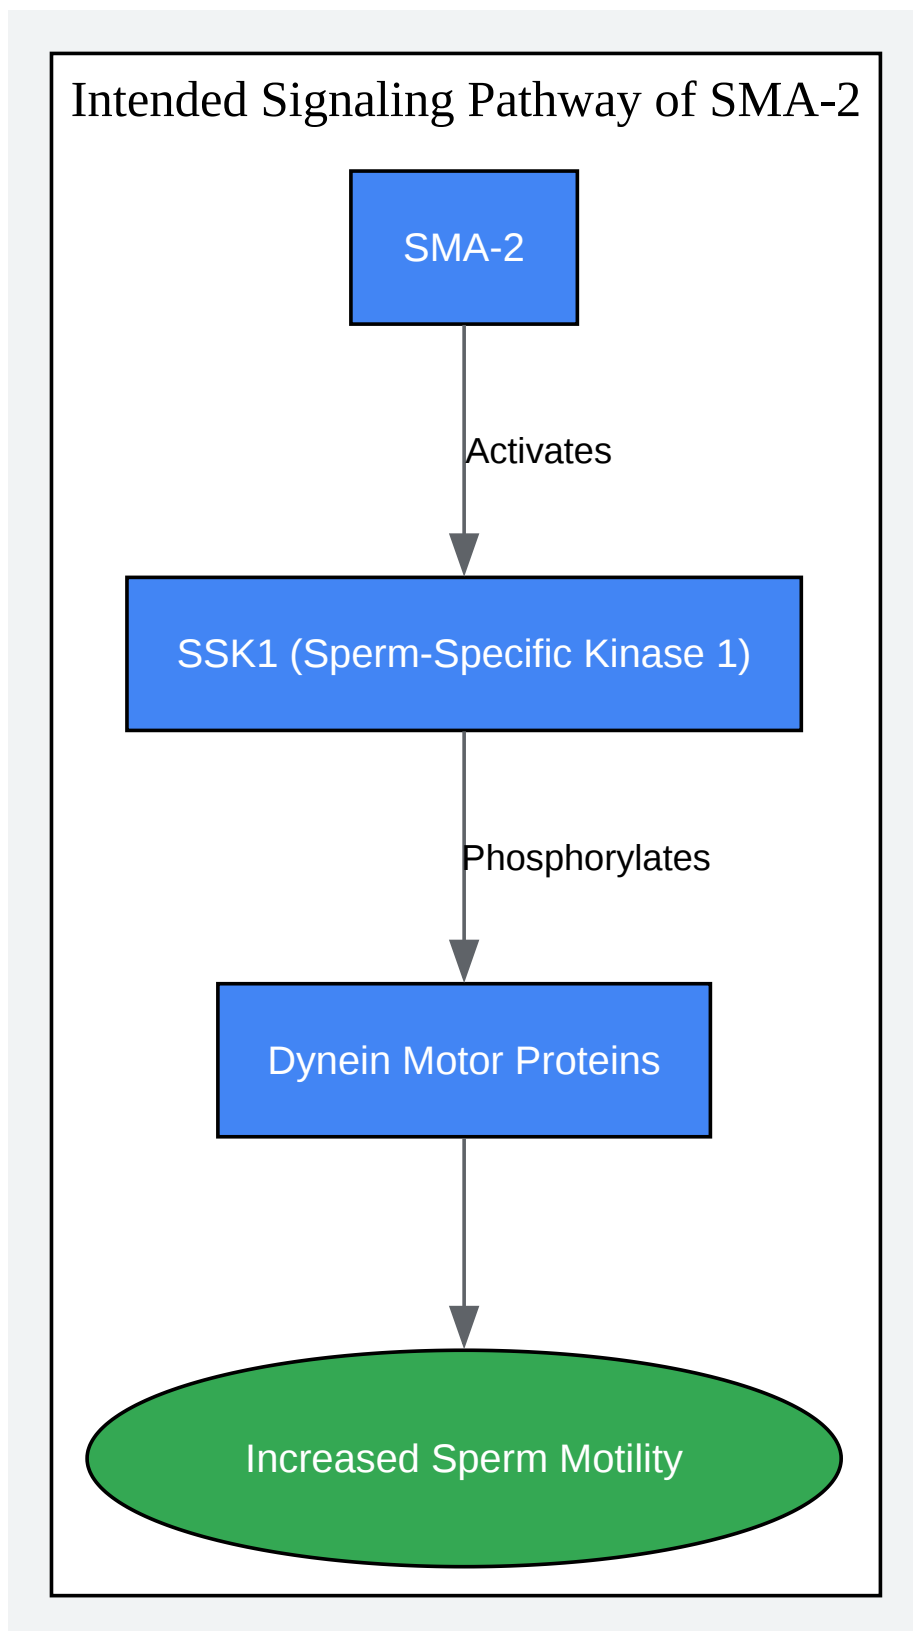 Intended Signaling Pathway of SMA-2
SMA-2
Activates
SSK1 (Sperm-Specific Kinase 1)
Phosphorylates
Dynein Motor Proteins
Increased Sperm Motility